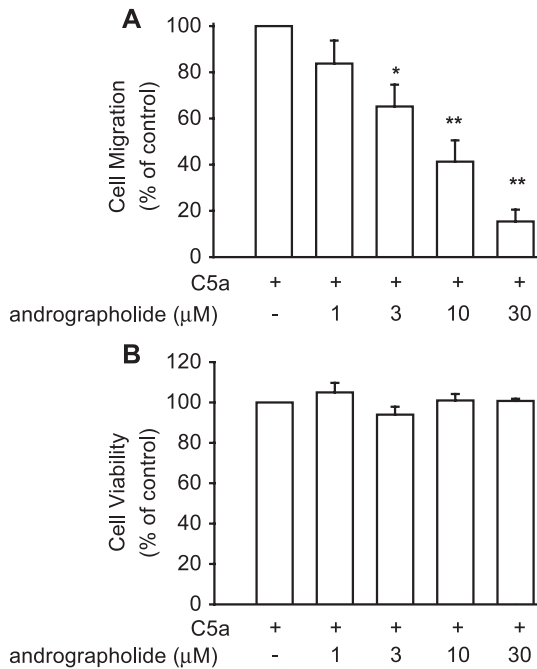 A
Cell Migration
(% of control)
100
80
60
40
20
0
*
**
**
C5a + + + + +
andrographolide (μM) - 1 3 10 30
B
Cell Viability
(% of control)
120
100
80
60
40
20
0
C5a + + + + +
andrographolide (μM) - 1 3 10 30